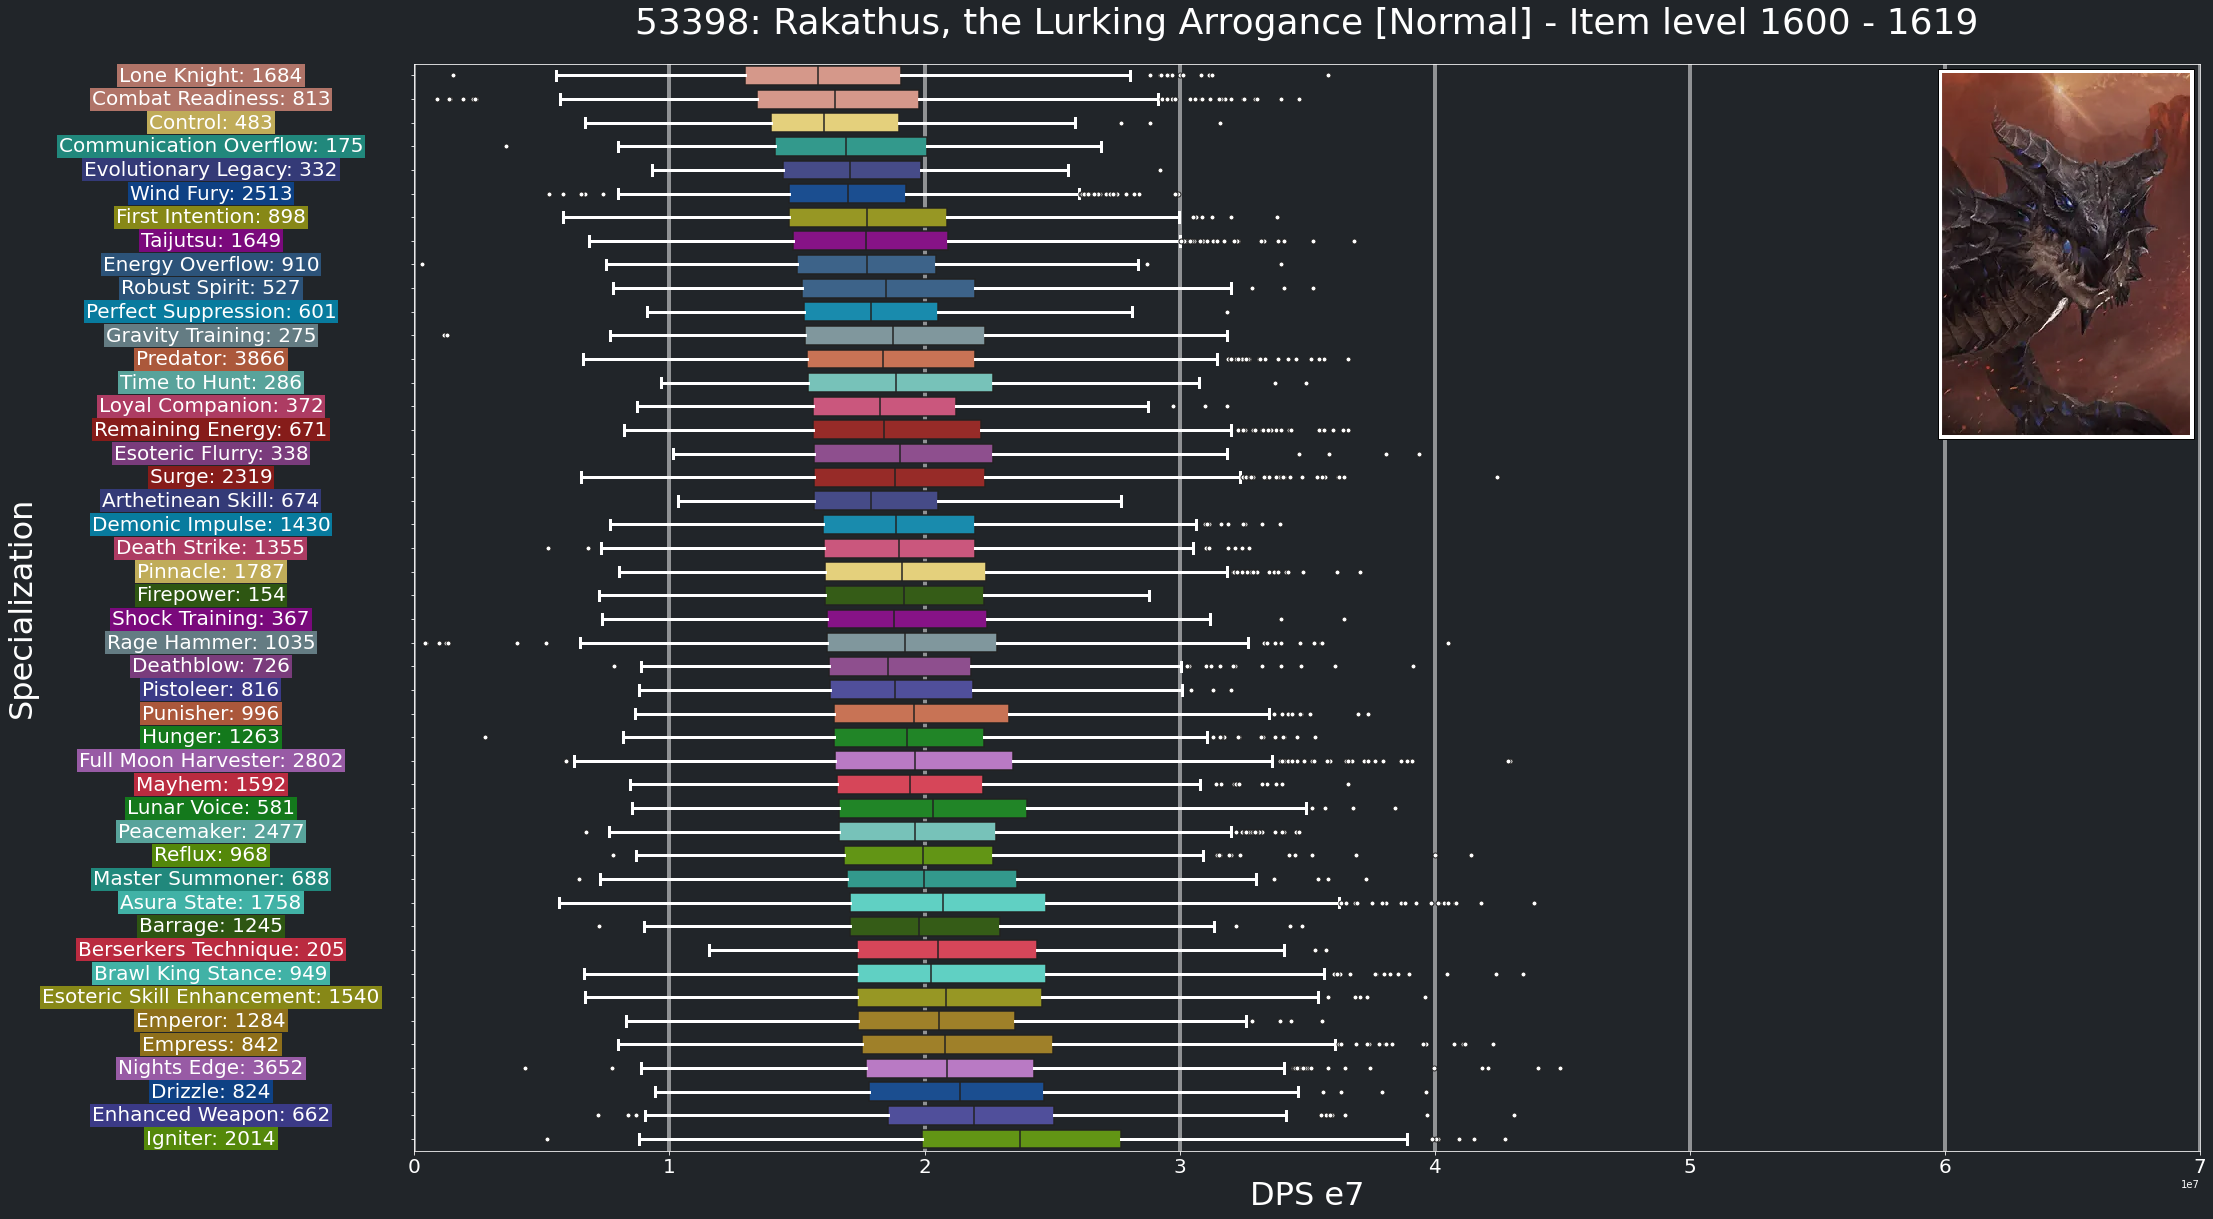 53398: Rakathus, the Lurking Arrogance [Normal] - Item level 1600 - 1619
Specialization
Lone Knight: 1684
Combat Readiness: 813
Control: 483
Communication Overflow: 175
Evolutionary Legacy: 332
Wind Fury: 2513
First Intention: 898
Taijutsu: 1649
Energy Overflow: 910
Robust Spirit: 527
Perfect Suppression: 601
Gravity Training: 275
Predator: 3866
Time to Hunt: 286
Loyal Companion: 372
Remaining Energy: 671
Esoteric Flurry: 338
Surge: 2319
Arthetinean Skill: 674
Demonic Impulse: 1430
Death Strike: 1355
Pinnacle: 1787
Firepower: 154
Shock Training: 367
Rage Hammer: 1035
Deathblow: 726
Pistoleer: 816
Punisher: 996
Hunger: 1263
Full Moon Harvester: 2802
Mayhem: 1592
Lunar Voice: 581
Peacemaker: 2477
Reflux: 968
Master Summoner: 688
Asura State: 1758
Barrage: 1245
Berserkers Technique: 205
Brawl King Stance: 949
Esoteric Skill Enhancement: 1540
Emperor: 1284
Empress: 842
Nights Edge: 3652
Drizzle: 824
Enhanced Weapon: 662
Igniter: 2014
0 1 2 3 4 5 6 7
1e7
DPS e7